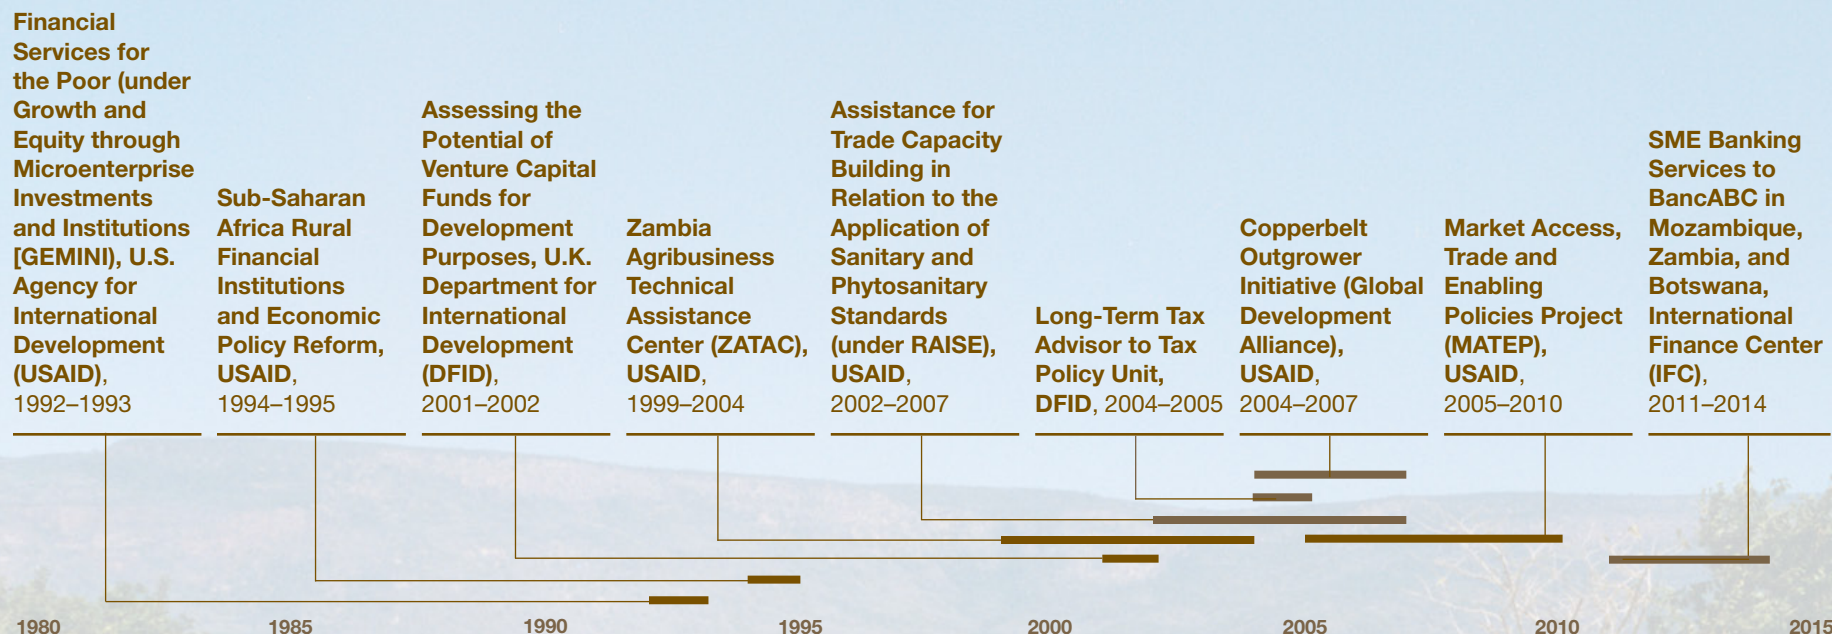 Financial
Services for
the Poor (under
Growth and
Equity through
Microenterprise
Investments
and Institutions
[GEMINI), U.S.
Agency for
International
Development
(USAID),
1992–1993
Sub-Saharan
Africa Rural
Financial
Institutions
and Economic
Policy Reform,
USAID,
1994–1995
Assessing the
Potential of
Venture Capital
Funds for
Development
Purposes, U.K.
Department for
International
Development
(DFID),
2001–2002
Zambia
Agribusiness
Technical
Assistance
Center (ZATAC),
USAID,
1999–2004
Assistance for
Trade Capacity
Building in
Relation to the
Application of
Sanitary and
Phytosanitary
Standards
(under RAISE),
USAID,
2002–2007
Long-Term Tax
Advisor to Tax
Policy Unit,
DFID, 2004–2005
Copperbelt
Outgrower
Initiative (Global
Development
Alliance),
USAID,
2004–2007
Market Access,
Trade and
Enabling
Policies Project
(MATEP),
USAID,
2005–2010
SME Banking
Services to
BancABC in
Mozambique,
Zambia, and
Botswana,
International
Finance Center
(IFC),
2011–2014
1980 1985 1990 1995 2000 2005 2010 2015